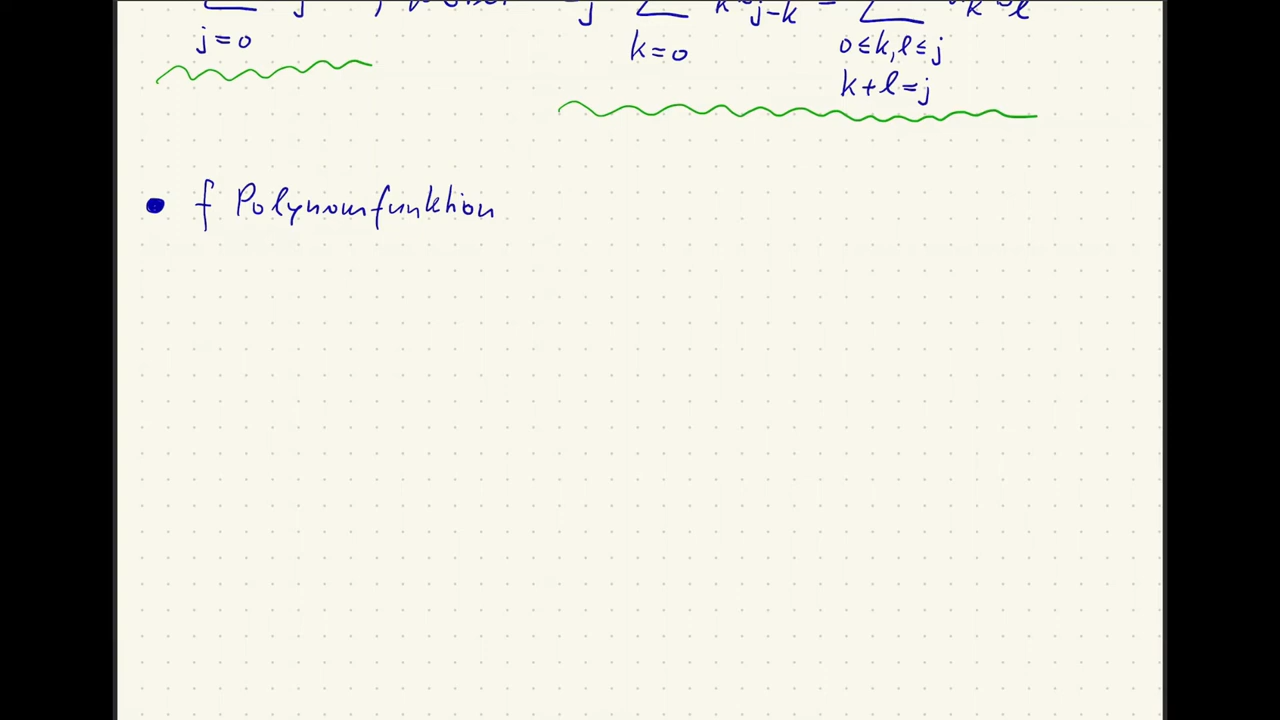 j=0
k=0
0≤k,l≤j
k+l=j
• f Polynomfunktion